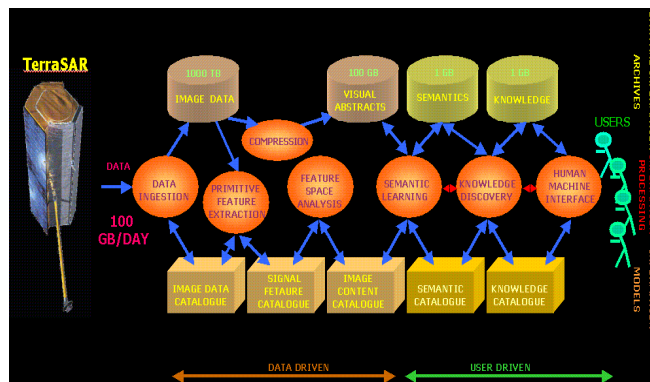 TerraSAR
1000 TB
IMAGE DATA
100 GB
VISUAL
ABSTRACTS
1 GB
SEMANTICS
1 GB
KNOWLEDGE
ARCHIVES
COMPRESSION
USERS
DATA
100
GB/DAY
DATA
INGESTION
PRIMITIVE
FEATURE
EXTRACTION
FEATURE
SPACE
ANALYSIS
SEMANTIC
LEARNING
KNOWLEDGE
DISCOVERY
HUMAN
MACHINE
INTERFACE
PROCESSING
IMAGE DATA
CATALOGUE
SIGNAL
FETAURE
CATALOGUE
IMAGE
CONTENT
CATALOGUE
SEMANTIC
CATALOGUE
KNOWLEDGE
CATALOGUE
MODELS
DATA DRIVEN
USER DRIVEN